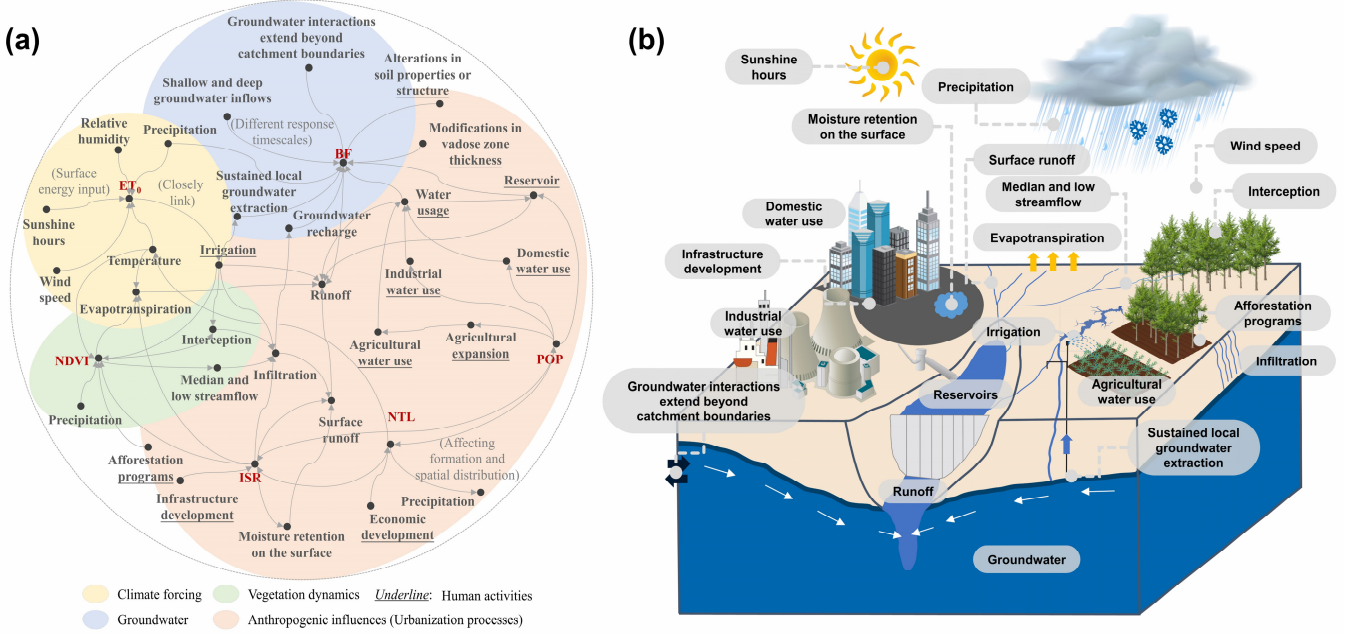 (a)
Groundwater interactions
extend beyond
catchment boundaries
Alterations in
soil properties or
structure
Shallow and deep
groundwater inflows
(Different response
timescales)
Modifications in
vadose zone
thickness
Relative
humidity
Precipitation
BF
(Surface
energy input)
ET0
(Closely
link)
Sustained local
groundwater
extraction
Water
usage
Reservoir
Sunshine
hours
Groundwater
recharge
Irrigation
Temperature
Domestic
water use
Wind
speed
Industrial
water use
Evapotranspiration
Runoff
Interception
Agricultural
water use
Agricultural
expansion
POP
NDVI
Infiltration
Median and
low streamflow
Precipitation
NTL
Surface
runoff
(Affecting
formation and
spatial distribution)
Afforestation
programs
ISR
Infrastructure
development
Precipitation
Economic
development
Moisture retention
on the surface
Climate forcing
Vegetation dynamics
Underline: Human activities
Groundwater
Anthropogenic influences (Urbanization processes)
(b)
Sunshine
hours
Precipitation
Moisture retention
on the surface
Surface runoff
Wind speed
Median and low
streamflow
Interception
Domestic
water use
Evapotranspiration
Infrastructure
development
Afforestation
programs
Industrial
water use
Irrigation
Infiltration
Groundwater interactions
extend beyond
catchment boundaries
Reservoirs
Agricultural
water use
Sustained local
groundwater
extraction
Runoff
Groundwater